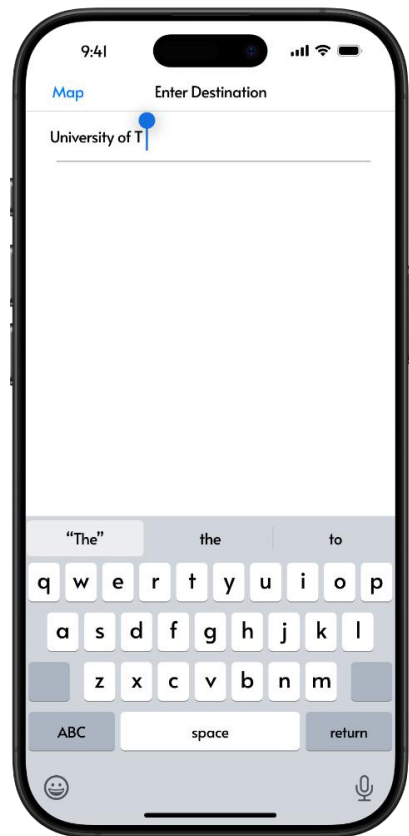 9:41
Map Enter Destination
University of T
“The” the to
q w e r t y u i o p
a s d f g h j k l
z x c v b n m
ABC space return